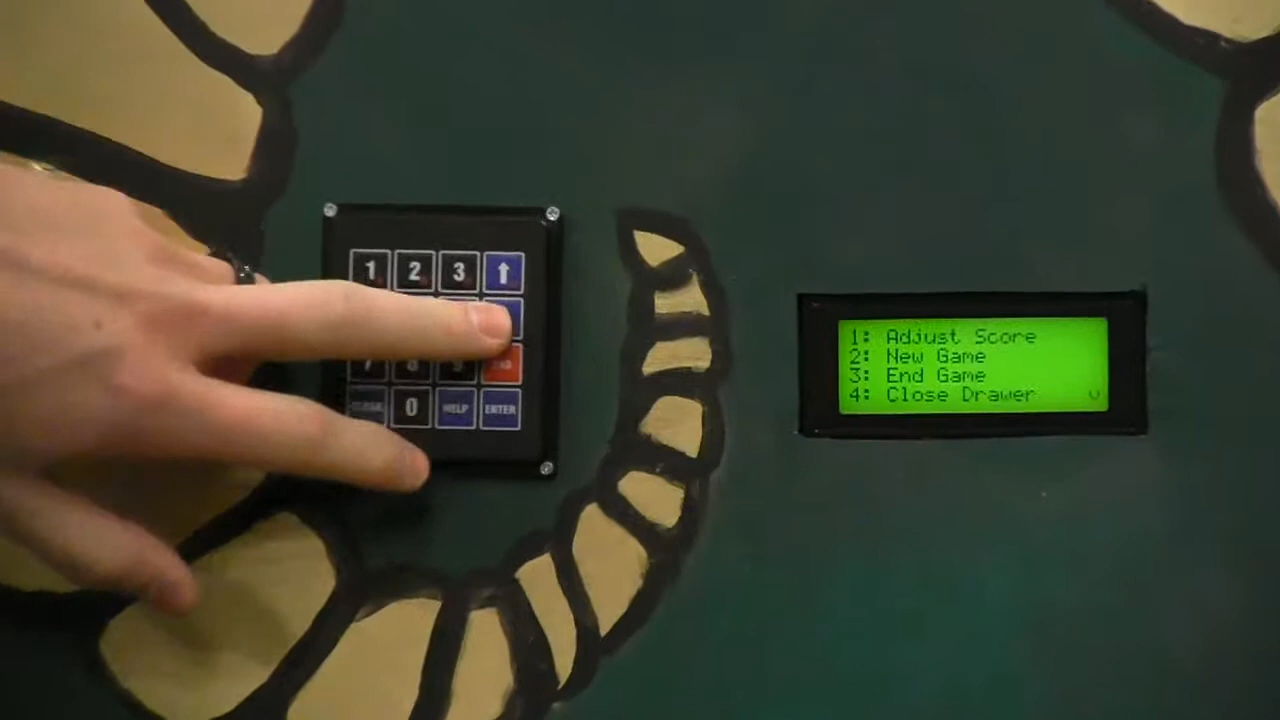 1 2 3 ↑
0 HELP ENTER
1: Adjust Score
2: New Game
3: End Game
4: Close Drawer